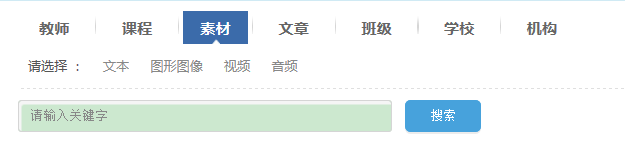 教师 课程 素材 文章 班级 学校 机构
请选择 ： 文本 图形图像 视频 音频
请输入关键字 搜索